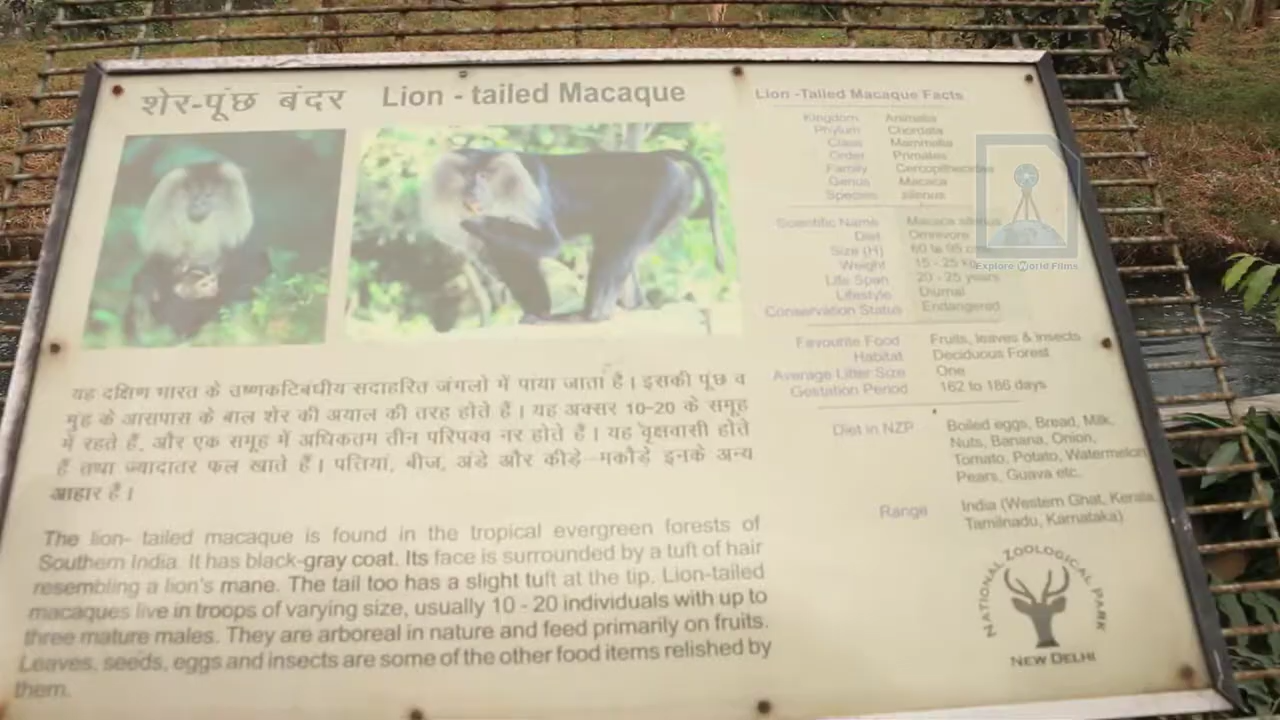 शेर-पूंछ बंदर Lion - tailed Macaque
यह दक्षिण भारत के उष्णकटिबंधीय सदाहरित जंगलो में पाया जाता है। इसकी पूंछ व
मुंह के आसपास के बाल शेर की अयाल की तरह होते हैं। यह अक्सर 10-20 के समूह
में रहते हैं, और एक समूह में अधिकतम तीन परिपक्व नर होते हैं। यह वृक्षवासी होते
हैं तथा ज्यादातर फल खाते हैं। पत्तियां, बीज, अंडे और कीड़े-मकौड़े इनके अन्य
आहार हैं।
The lion- tailed macaque is found in the tropical evergreen forests of
Southern India. It has black-gray coat. Its face is surrounded by a tuft of hair
resembling a lion's mane. The tail too has a slight tuft at the tip. Lion-tailed
macaques live in troops of varying size, usually 10 - 20 individuals with up to
three mature males. They are arboreal in nature and feed primarily on fruits.
Leaves, seeds, eggs and insects are some of the other food items relished by
them.
Lion -Tailed Macaque Facts
Kingdom Animalia
Phylum Chordata
Class Mammalia
Order Primates
Family Cercopithecidae
Genus Macaca
Species silenus
Scientific Name Macaca silenus
Diet Omnivore
Size (H) 60 to 95
Weight 15 - 25
Life Span 20 - 25 years
Lifestyle Diurnal
Conservation Status Endangered
Favourite Food Fruits, leaves & insects
Habitat Deciduous Forest
Average Litter Size One
Gestation Period 162 to 186 days
Diet in NZP Boiled eggs, Bread, Milk,
Nuts, Banana, Onion,
Tomato, Potato, Watermelon
Pears, Guava etc.
Range India (Western Ghat, Kerala,
Tamilnadu, Karnataka)
NATIONAL ZOOLOGICAL PARK
NEW DELHI
Explore World Films